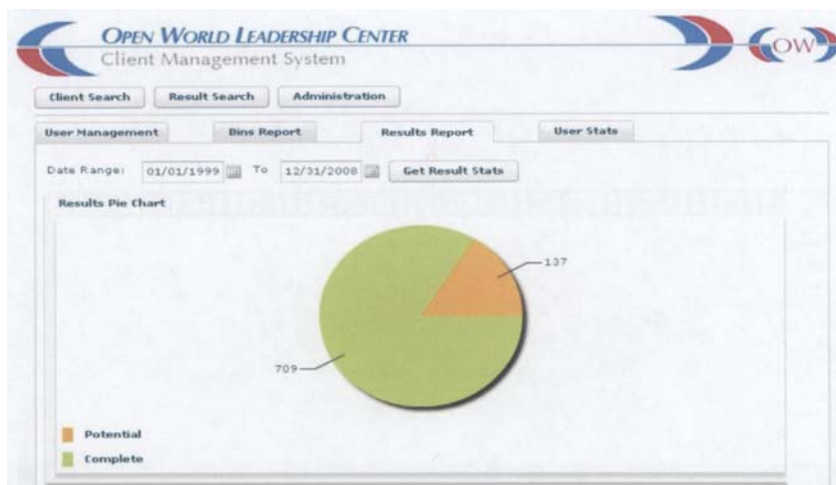 OPEN WORLD LEADERSHIP CENTER
Client Management System
OW
Client Search Result Search Administration
User Management Bins Report Results Report User Stats
Date Range: 01/01/1999 To 12/31/2008 Get Result Stats
Results Pie Chart
137
709
Potential
Complete